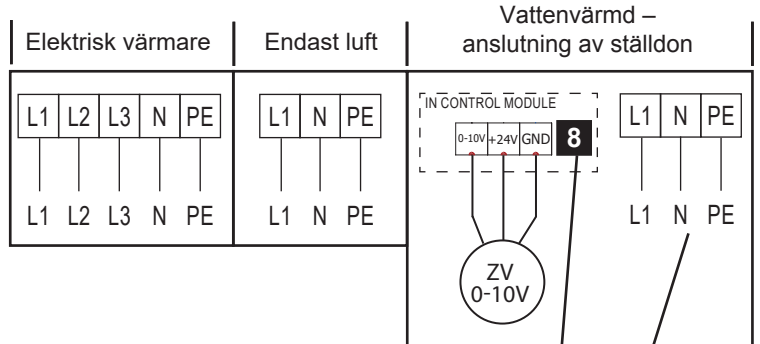 Elektrisk värmare
Endast luft
Vattenvärmd –
anslutning av ställdon
L1 L2 L3 N PE
L1 L2 L3 N PE
L1 N PE
L1 N PE
IN CONTROL MODULE
0-10V +24V GND 8
ZV
0-10V
L1 N PE
L1 N PE